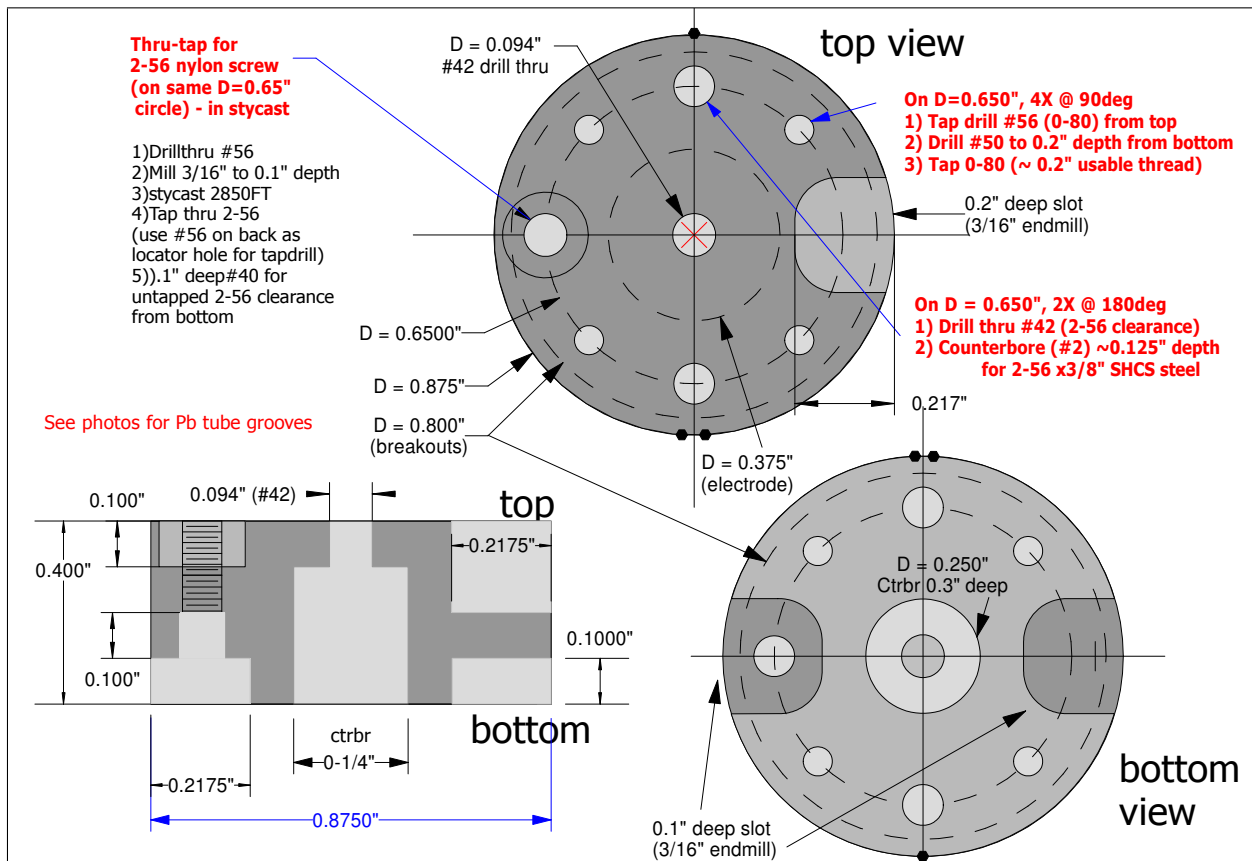 Thru-tap for
2-56 nylon screw
(on same D=0.65"
circle) - in stycast
1)Drillthru #56
2)Mill 3/16" to 0.1" depth
3)stycast 2850FT
4)Tap thru 2-56
(use #56 on back as
locator hole for tapdrill)
5)).1" deep#40 for
untapped 2-56 clearance
from bottom
D = 0.094"
#42 drill thru
top view
On D=0.650", 4X @ 90deg
1) Tap drill #56 (0-80) from top
2) Drill #50 to 0.2" depth from bottom
3) Tap 0-80 (~ 0.2" usable thread)
0.2" deep slot
(3/16" endmill)
On D = 0.650", 2X @ 180deg
1) Drill thru #42 (2-56 clearance)
2) Counterbore (#2) ~0.125" depth
for 2-56 x3/8" SHCS steel
D = 0.6500"
D = 0.875"
D = 0.800"
(breakouts)
0.217"
D = 0.375"
(electrode)
See photos for Pb tube grooves
0.100"
0.094" (#42)
top
0.2175"
0.400"
0.100"
0.1000"
bottom
ctrbr
0-1/4"
0.2175"
0.8750"
D = 0.250"
Ctrbr 0.3" deep
0.1" deep slot
(3/16" endmill)
bottom
view